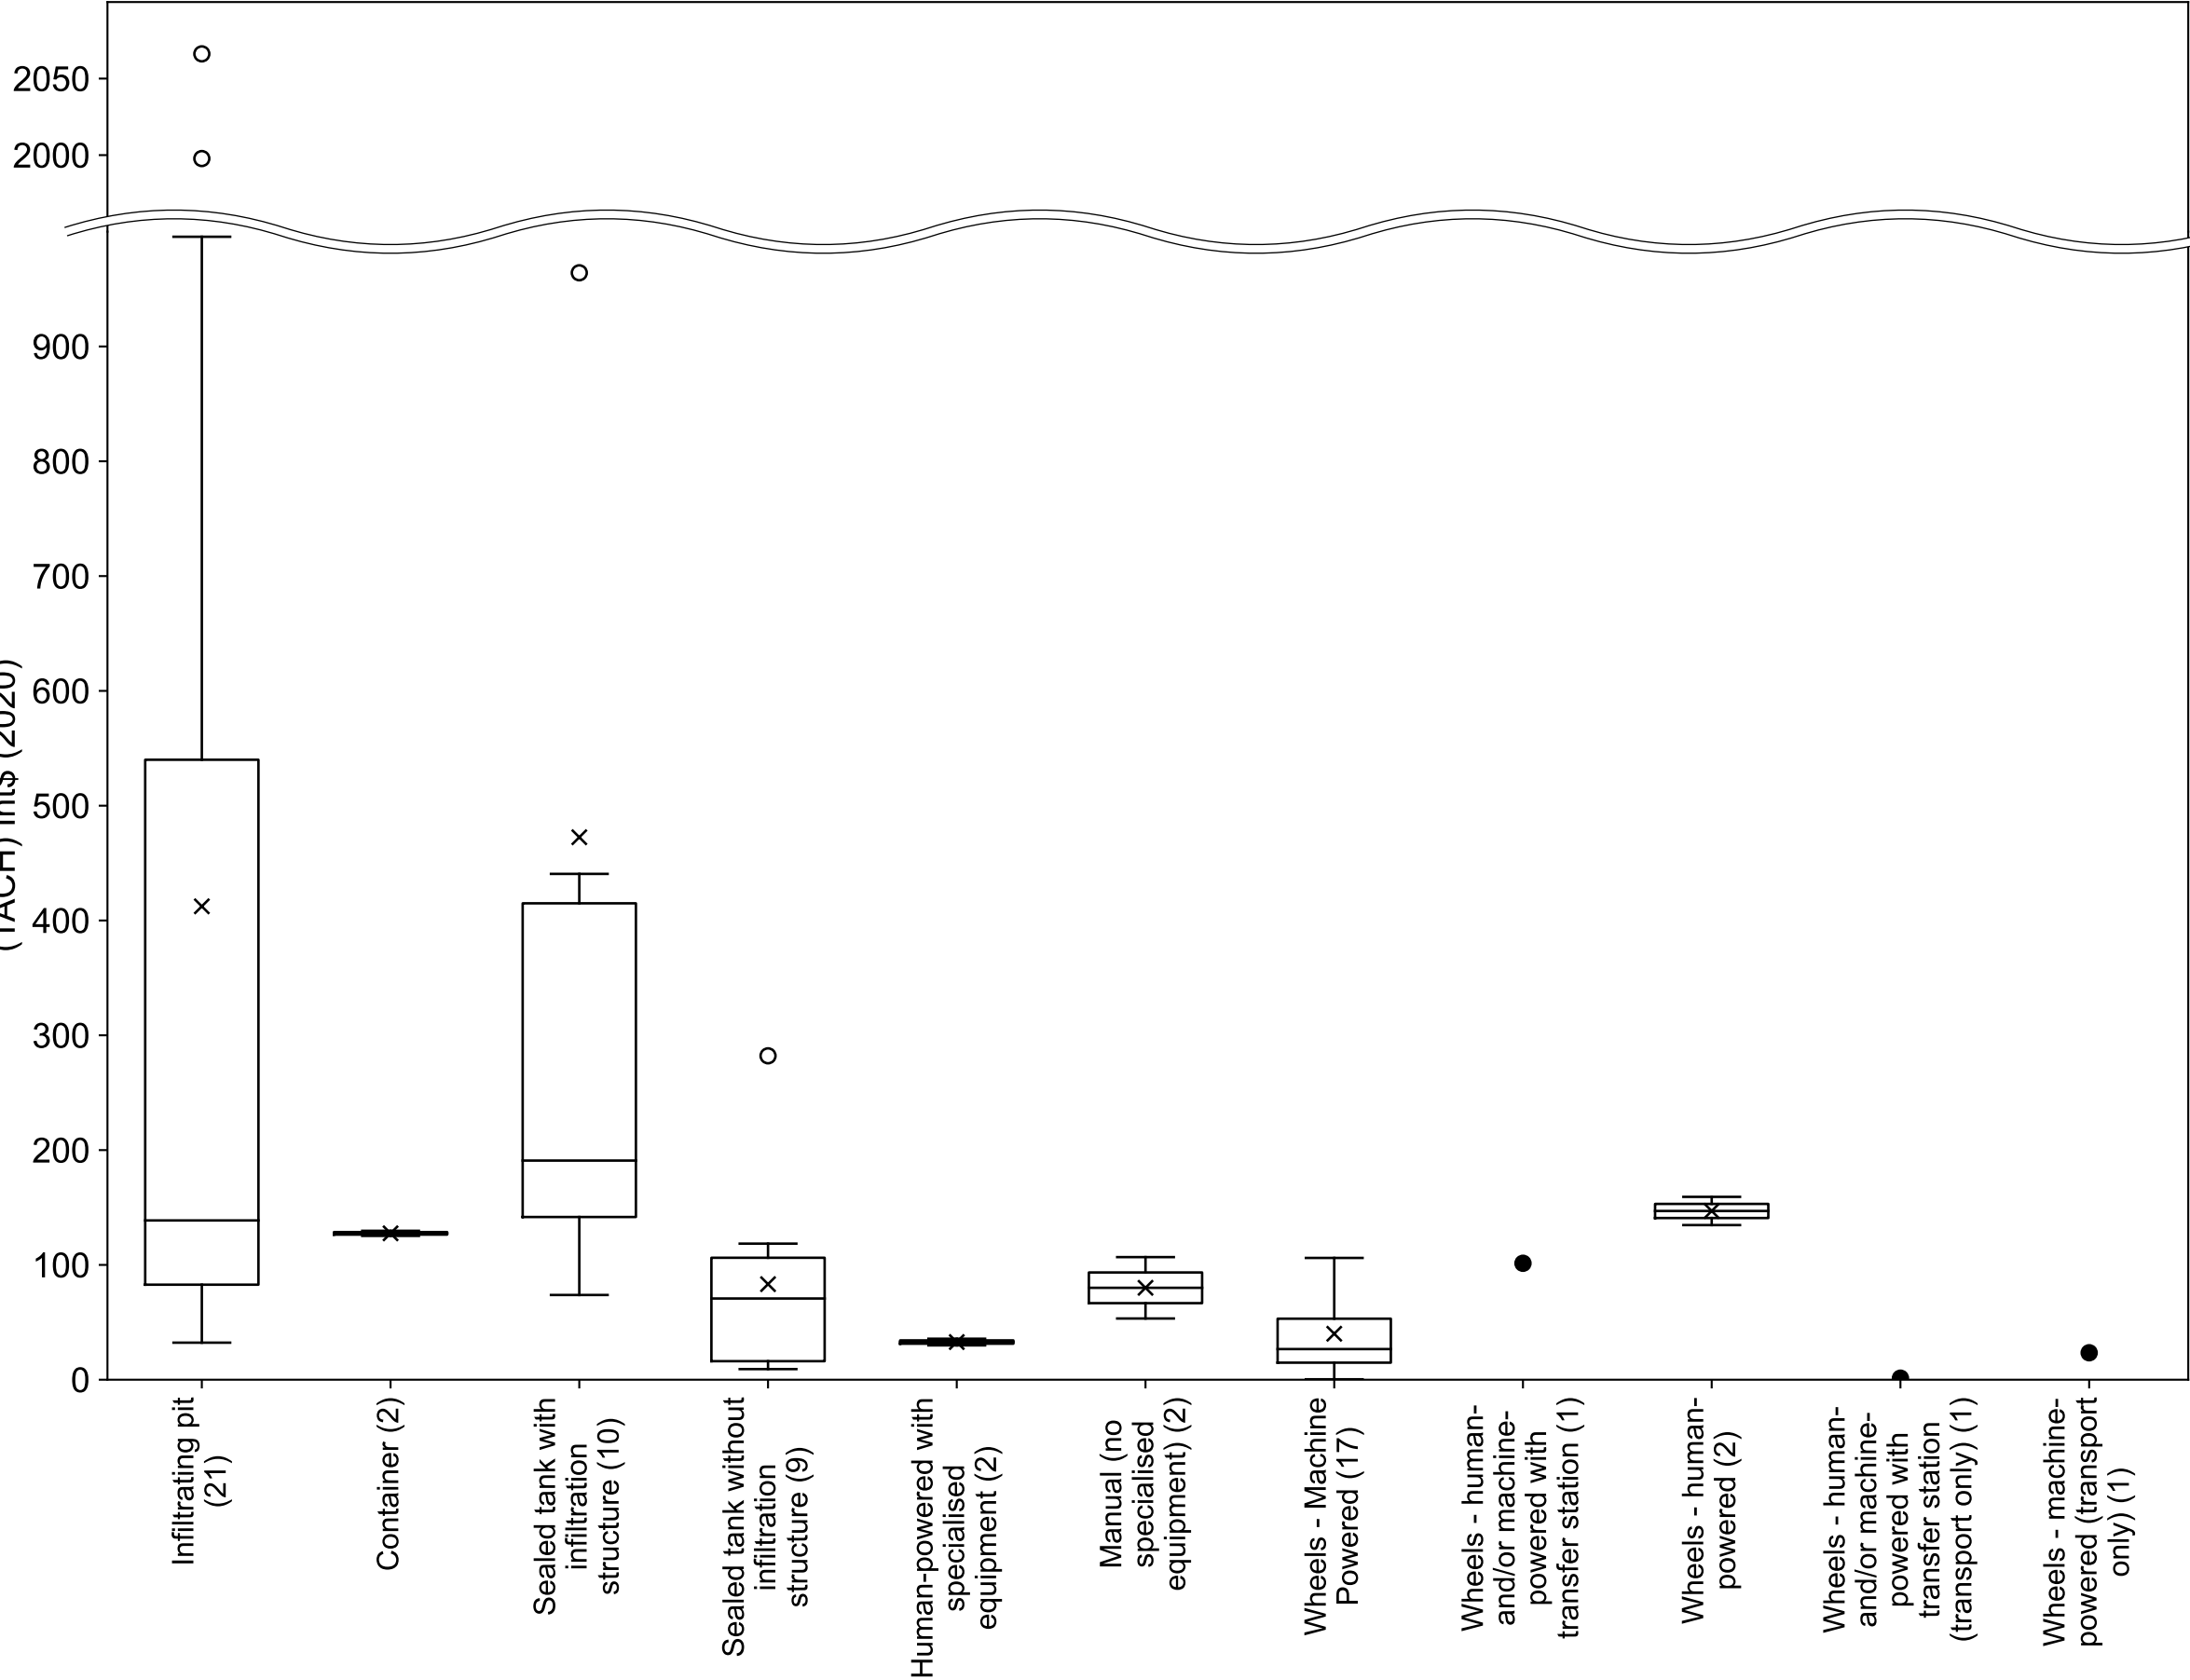 2050
2000
900
800
700
600
500
400
300
200
100
0
(TACH) Int$ (2020)
Infiltrating pit
(21)
Container (2)
Sealed tank with
infiltration
structure (10)
Sealed tank without
infiltration
structure (9)
Human-powered with
specialised
equipment (2)
Manual (no
specialised
equipment) (2)
Wheels - Machine
Powered (17)
Wheels - human-
and/or machine-
powered with
transfer station (1)
Wheels - human-
powered (2)
Wheels - human-
and/or machine-
powered with
transfer station
(transport only) (1)
Wheels - machine-
powered (transport
only) (1)